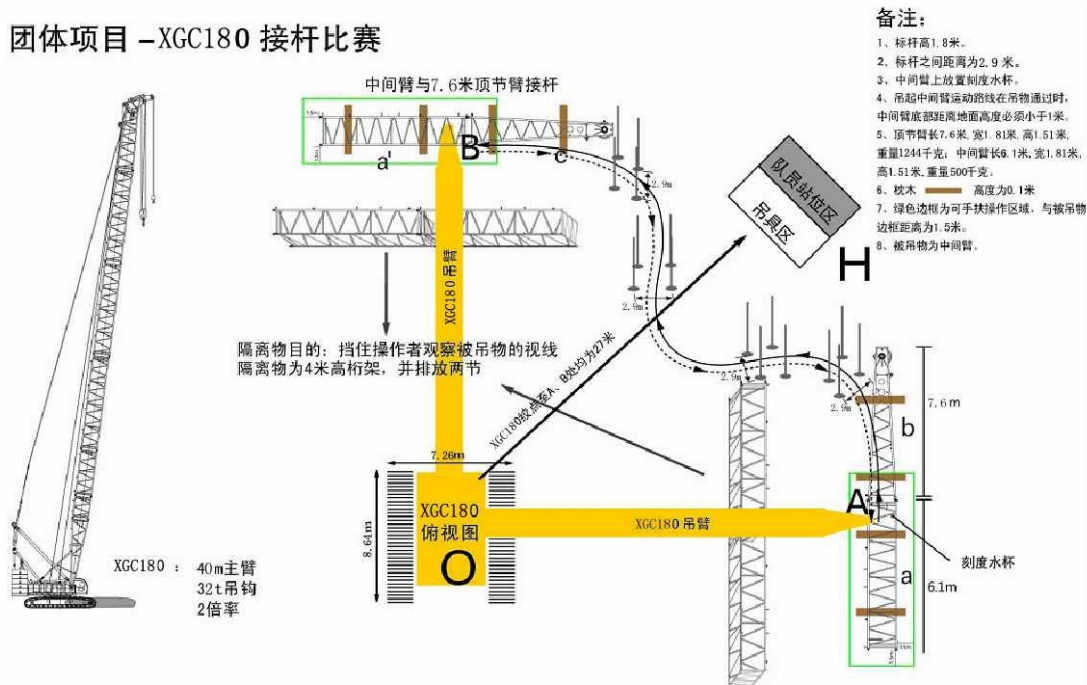 团体项目-XGC180 接杆比赛
备注：
1、标杆高1.8米。
2、标杆之间距离为2.9米。
3、中间臂上放置刻度水杯。
4、吊起中间臂运动路线在吊物通过时，
中间臂底部距离地面高度必须小于1米。
5、顶节臂长7.6米，宽1.81米，高1.51米，
重量1244千克；中间臂长6.1米，宽1.81米，
高1.51米，重量500千克。
6、枕木 高度为0.1米
7、绿色边框为可手扶操作区域，与被吊物
边框距离为1.5米。
8、被吊物为中间臂。
中间臂与7.6米顶节臂接杆
B
a'
c
2.9m
队员站位区
吊具区
H
XGC180 吊臂
2.9m
隔离物目的：挡住操作者观察被吊物的视线
隔离物为4米高桁架，并排放两节
XGC180绞点至A、B处均为27米
2.9m
2.9m
7.6m
b
7.26m
8.64m
XGC180
俯视图
O
XGC180 吊臂
A
刻度水杯
a
6.1m
XGC180 ： 40m主臂
32t吊钩
2倍率